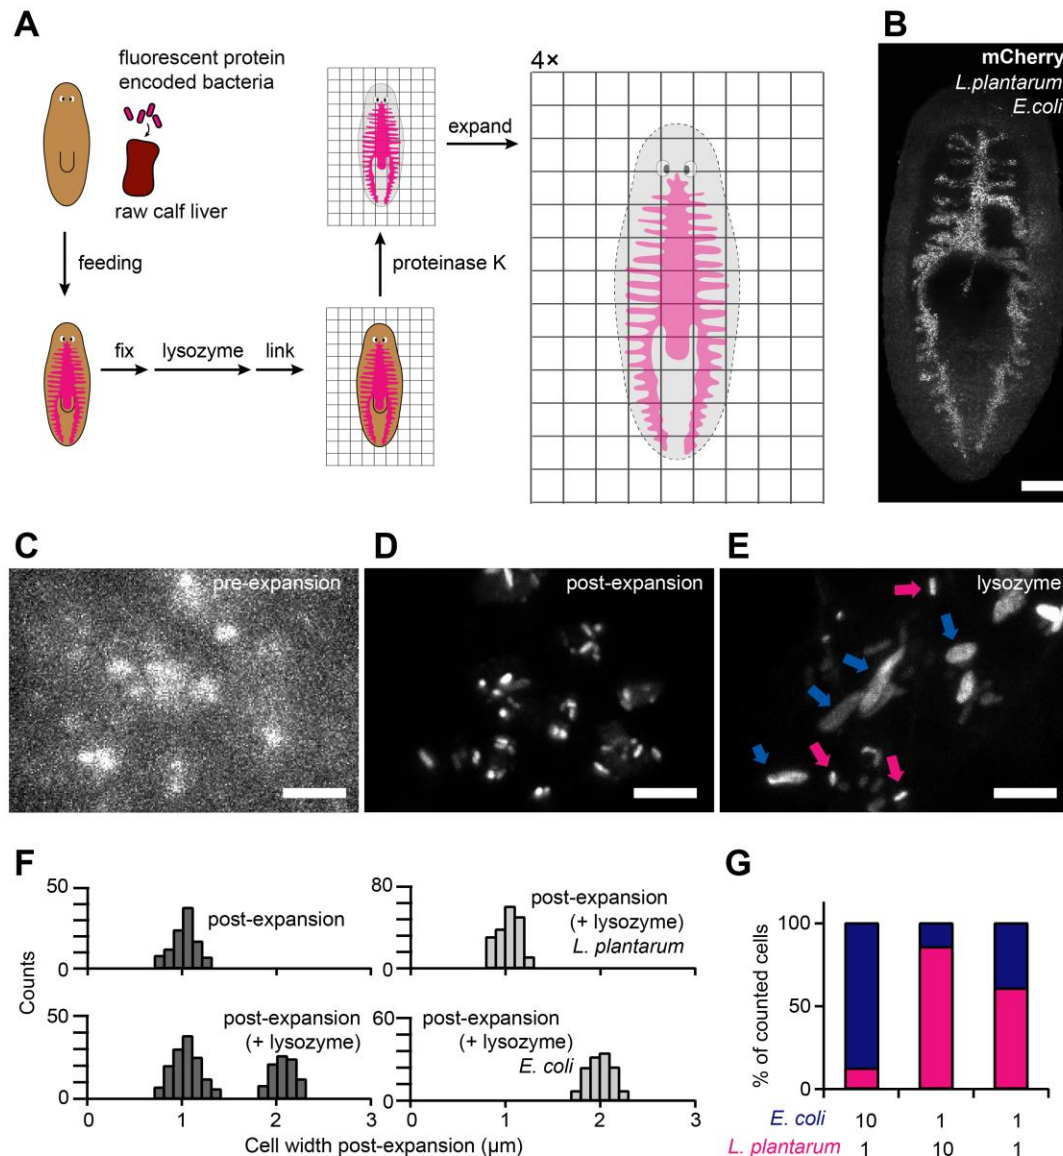 A
fluorescent protein
encoded bacteria
raw calf liver
feeding
fix
lysozyme
link
proteinase K
expand
4×
B
mCherry
L.plantarum
E.coli
C
pre-expansion
D
post-expansion
E
lysozyme
F
Counts
50
0
post-expansion
80
0
post-expansion
(+ lysozyme)
L. plantarum
50
0
post-expansion
(+ lysozyme)
0 1 2 3
60
0
post-expansion
(+ lysozyme)
E. coli
0 1 2 3
Cell width post-expansion (μm)
G
% of counted cells
100
50
0
E. coli 10 1 1
L. plantarum 1 10 1